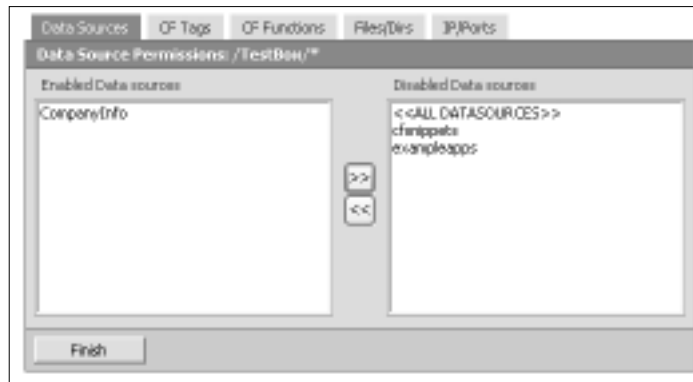 Data Sources CF Tags CF Functions Files/Dirs IP/Ports
Data Source Permissions: /TestBox/*
Enabled Data sources
Disabled Data sources
CompanyInfo
<<ALL DATASOURCES>>
cfsnippets
exampleapps
>>
<<
Finish